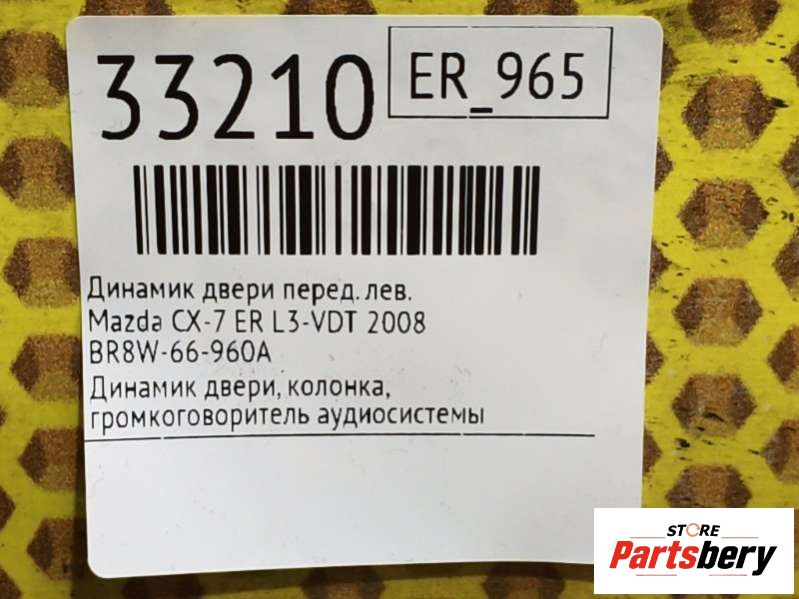 33210
ER_965
Динамик двери перед. лев.
Mazda CX-7 ER L3-VDT 2008
BR8W-66-960A
Динамик двери, колонка,
громкоговоритель аудиосистемы
STORE
Partsbery